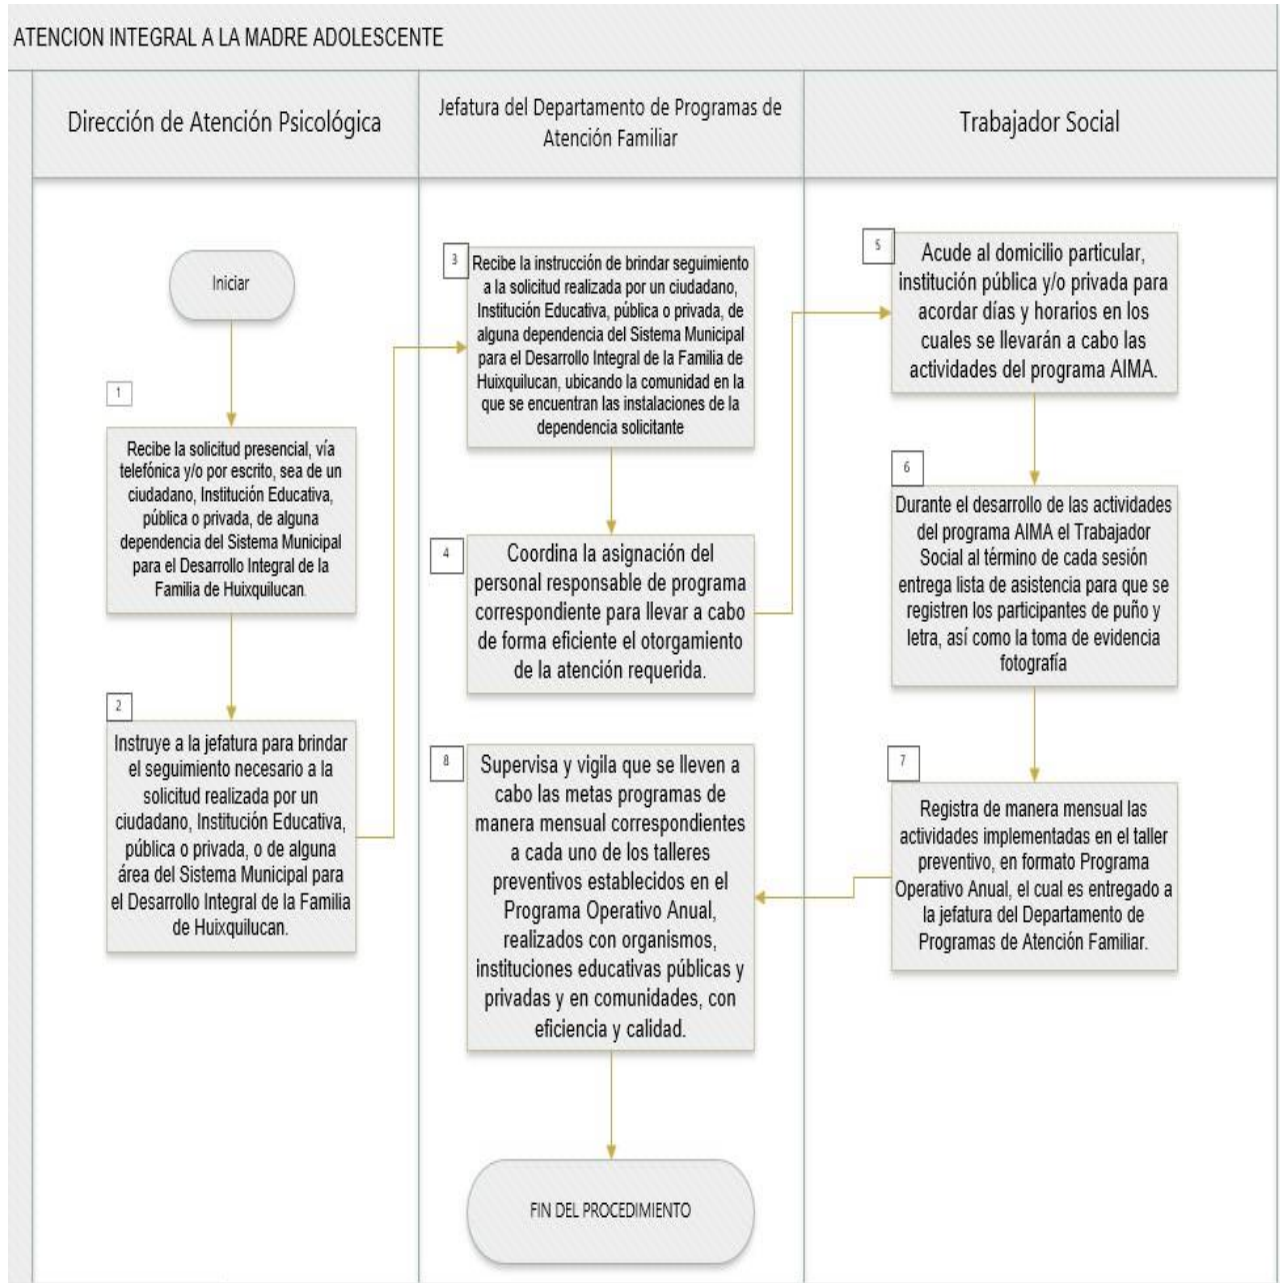 ATENCION INTEGRAL A LA MADRE ADOLESCENTE
Dirección de Atención Psicológica
Jefatura del Departamento de Programas de
Atención Familiar
Trabajador Social
Iniciar
1
Recibe la solicitud presencial, vía
telefónica y/o por escrito, sea de un
ciudadano, Institución Educativa,
pública o privada, de alguna
dependencia del Sistema Municipal
para el Desarrollo Integral de la
Familia de Huixquilucan.
2
Instruye a la jefatura para brindar
el seguimiento necesario a la
solicitud realizada por un
ciudadano, Institución Educativa,
pública o privada, o de alguna
área del Sistema Municipal para
el Desarrollo Integral de la Familia
de Huixquilucan.
3
Recibe la instrucción de brindar seguimiento
a la solicitud realizada por un ciudadano,
Institución Educativa, pública o privada, de
alguna dependencia del Sistema Municipal
para el Desarrollo Integral de la Familia de
Huixquilucan, ubicando la comunidad en la
que se encuentran las instalaciones de la
dependencia solicitante
4
Coordina la asignación del
personal responsable de programa
correspondiente para llevar a cabo
de forma eficiente el otorgamiento
de la atención requerida.
5
Acude al domicilio particular,
institución pública y/o privada para
acordar días y horarios en los
cuales se llevarán a cabo las
actividades del programa AIMA.
6
Durante el desarrollo de las actividades
del programa AIMA el Trabajador
Social al término de cada sesión
entrega lista de asistencia para que se
registren los participantes de puño y
letra, así como la toma de evidencia
fotografía
7
Registra de manera mensual las
actividades implementadas en el taller
preventivo, en formato Programa
Operativo Anual, el cual es entregado a
la jefatura del Departamento de
Programas de Atención Familiar.
8
Supervisa y vigila que se lleven a
cabo las metas programas de
manera mensual correspondientes
a cada uno de los talleres
preventivos establecidos en el
Programa Operativo Anual,
realizados con organismos,
instituciones educativas públicas y
privadas y en comunidades, con
eficiencia y calidad.
FIN DEL PROCEDIMIENTO